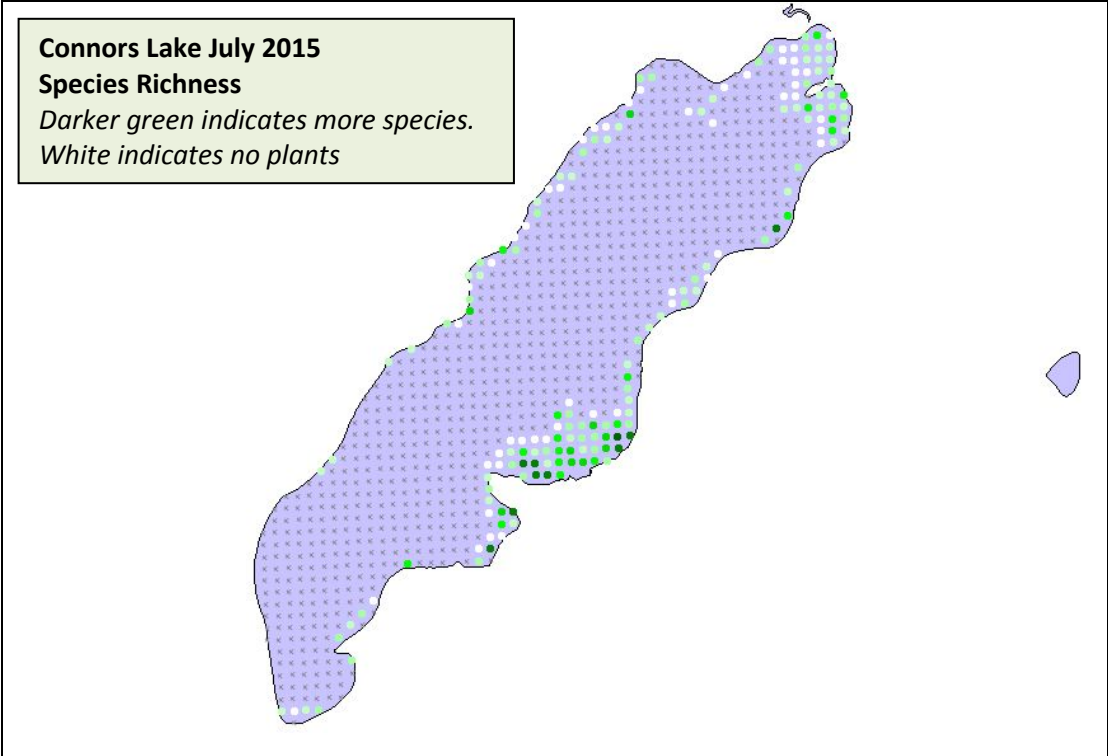 Connors Lake July 2015
Species Richness
Darker green indicates more species.
White indicates no plants